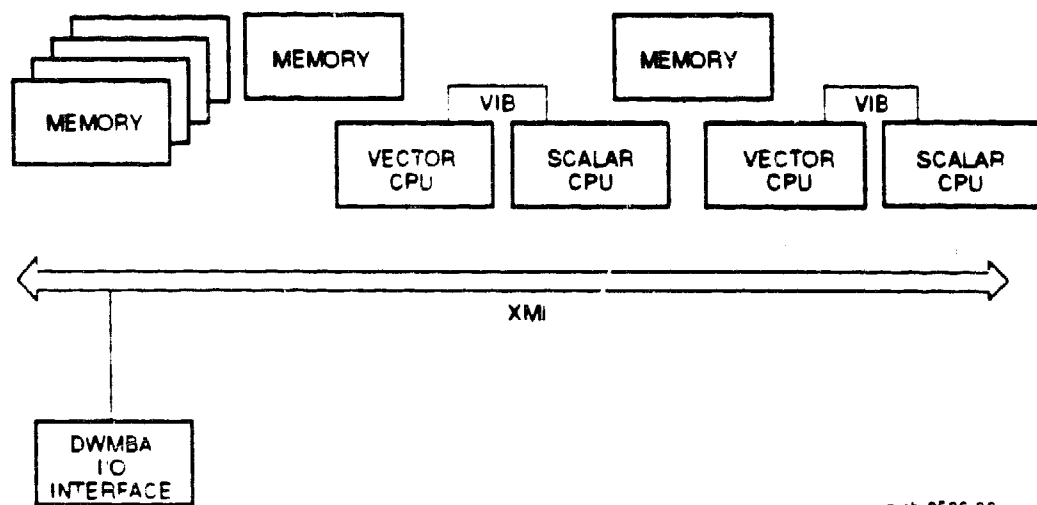 MEMORY
MEMORY
MEMORY
VIB
VIB
VECTOR
CPU
SCALAR
CPU
VECTOR
CPU
SCALAR
CPU
XMI
DWMBA
I/O
INTERFACE